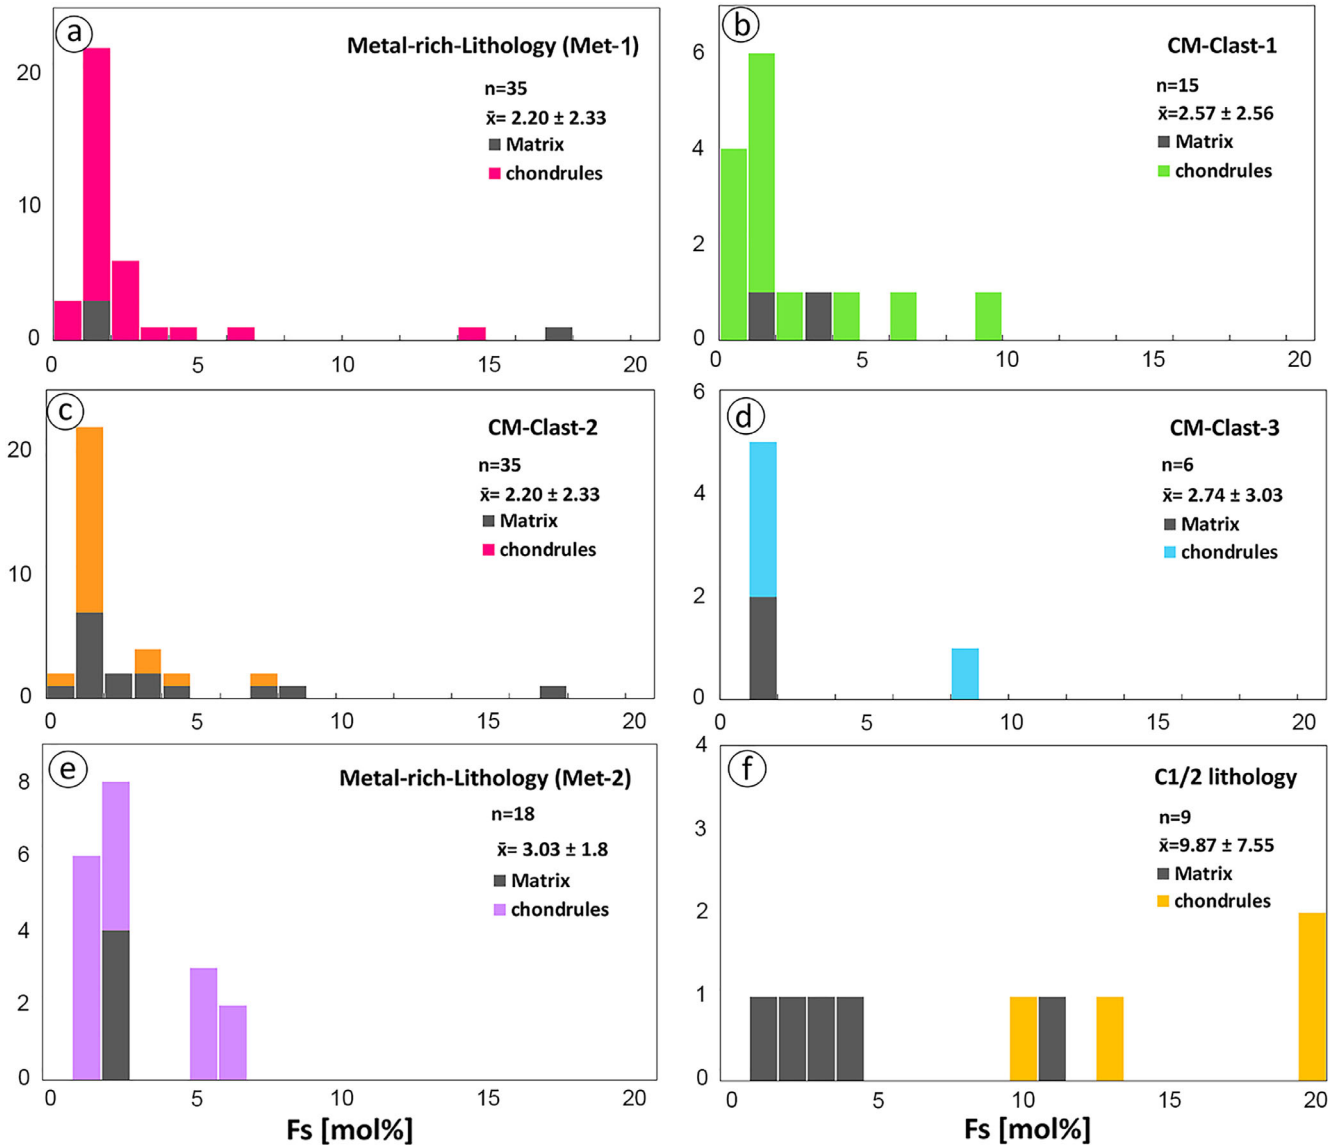 a
Metal-rich-Lithology (Met-1)
n=35
x̄= 2.20 ± 2.33
Matrix
chondrules
20
10
0
0 5 10 15 20
b
CM-Clast-1
n=15
x̄=2.57 ± 2.56
Matrix
chondrules
6
4
2
0
0 5 10 15 20
c
CM-Clast-2
n=35
x̄= 2.20 ± 2.33
Matrix
chondrules
20
10
0
0 5 10 15 20
d
CM-Clast-3
n=6
x̄= 2.74 ± 3.03
Matrix
chondrules
6
4
2
0
0 5 10 15 20
e
Metal-rich-Lithology (Met-2)
n=18
x̄= 3.03 ± 1.8
Matrix
chondrules
8
6
4
2
0
0 5 10 15 20
Fs [mol%]
f
C1/2 lithology
n=9
x̄=9.87 ± 7.55
Matrix
chondrules
4
3
2
1
0
0 5 10 15 20
Fs [mol%]